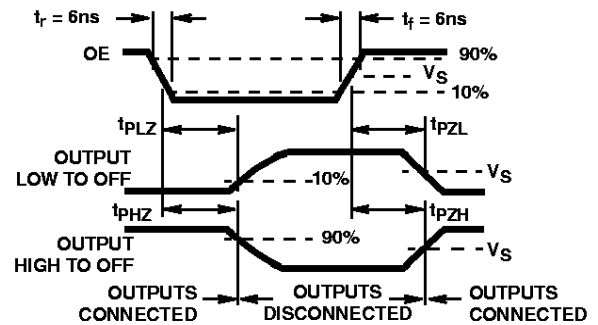 tr = 6ns
tf = 6ns
OE
90%
VS
10%
tPLZ
tPZL
OUTPUT
LOW TO OFF
10%
VS
tPHZ
tPZH
OUTPUT
HIGH TO OFF
90%
VS
OUTPUTS
CONNECTED
OUTPUTS
DISCONNECTED
OUTPUTS
CONNECTED